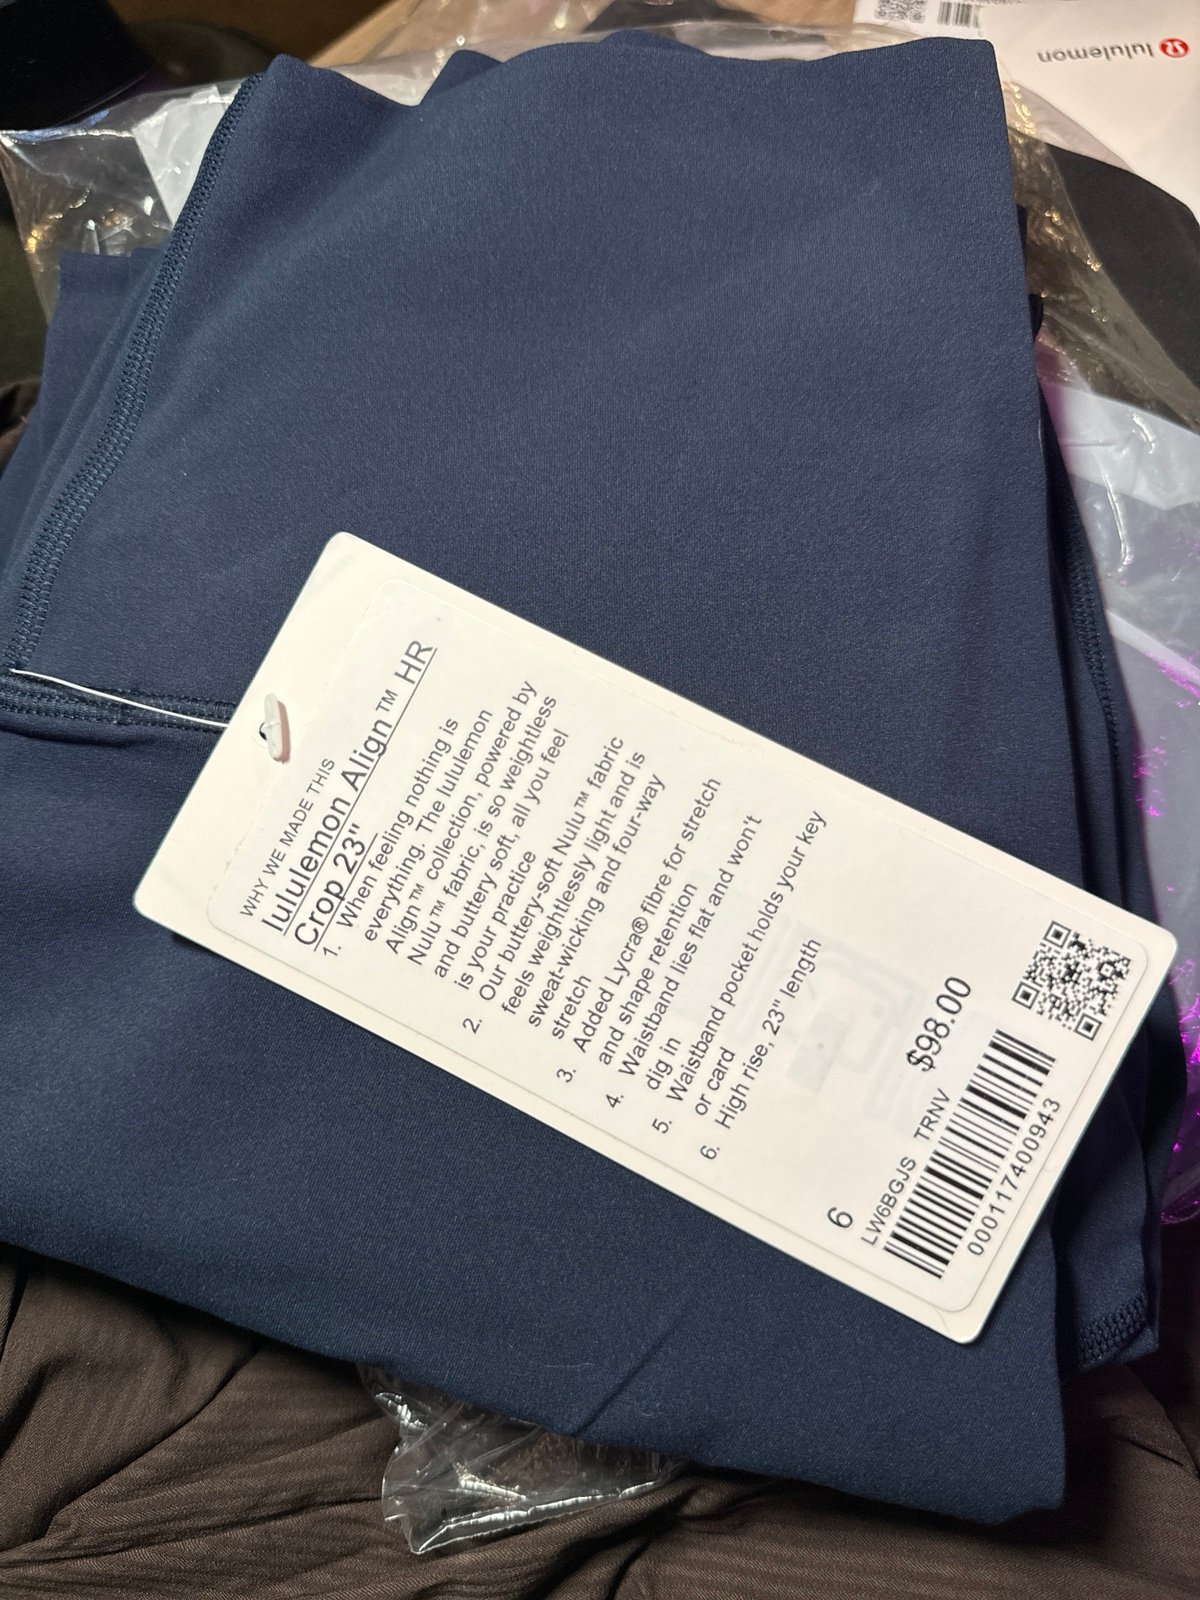 lululemon
WHY WE MADE THIS
lululemon Align™ HR
Crop 23"
1. When feeling nothing is
everything. The lululemon
Align™ collection, powered by
Nulu™ fabric, is so weightless
and buttery soft, all you feel
is your practice
2. Our buttery-soft Nulu™ fabric
feels weightlessly light and is
sweat-wicking and four-way
stretch
3. Added Lycra® fibre for stretch
and shape retention
4. Waistband lies flat and won't
dig in
5. Waistband pocket holds your key
or card
6. High rise, 23" length
6
$98.00
LW6BGJS TRNV
000117400943